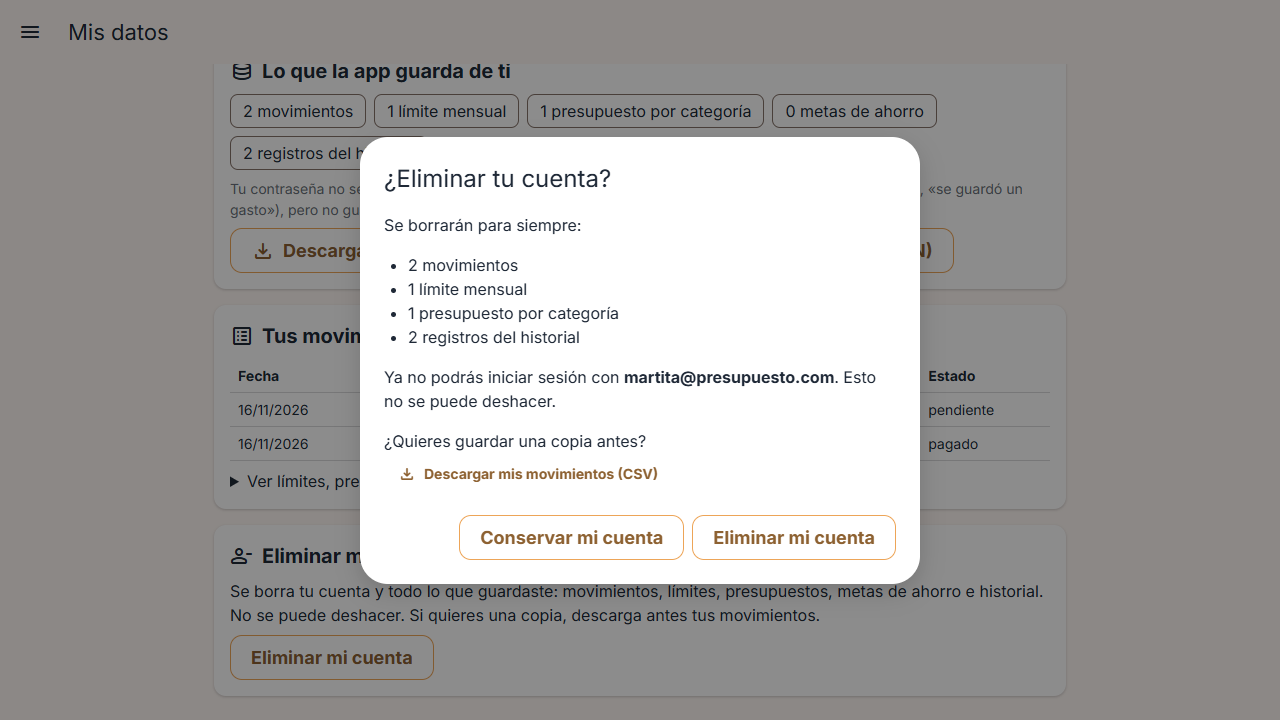 Mis datos
Lo que la app guarda de ti
2 movimientos
1 límite mensual
1 presupuesto por categoría
0 metas de ahorro
2 registros del h
Tu contraseña no se
, «se guardó un
gasto»), pero no gu
Descarga
N)
¿Eliminar tu cuenta?
Se borrarán para siempre:
2 movimientos
1 límite mensual
1 presupuesto por categoría
2 registros del historial
Ya no podrás iniciar sesión con martita@presupuesto.com. Esto
no se puede deshacer.
¿Quieres guardar una copia antes?
Descargar mis movimientos (CSV)
Conservar mi cuenta
Eliminar mi cuenta
Tus movim
Fecha
Estado
16/11/2026
pendiente
16/11/2026
pagado
Ver límites, pre
Eliminar m
Se borra tu cuenta y todo lo que guardaste: movimientos, límites, presupuestos, metas de ahorro e historial.
No se puede deshacer. Si quieres una copia, descarga antes tus movimientos.
Eliminar mi cuenta